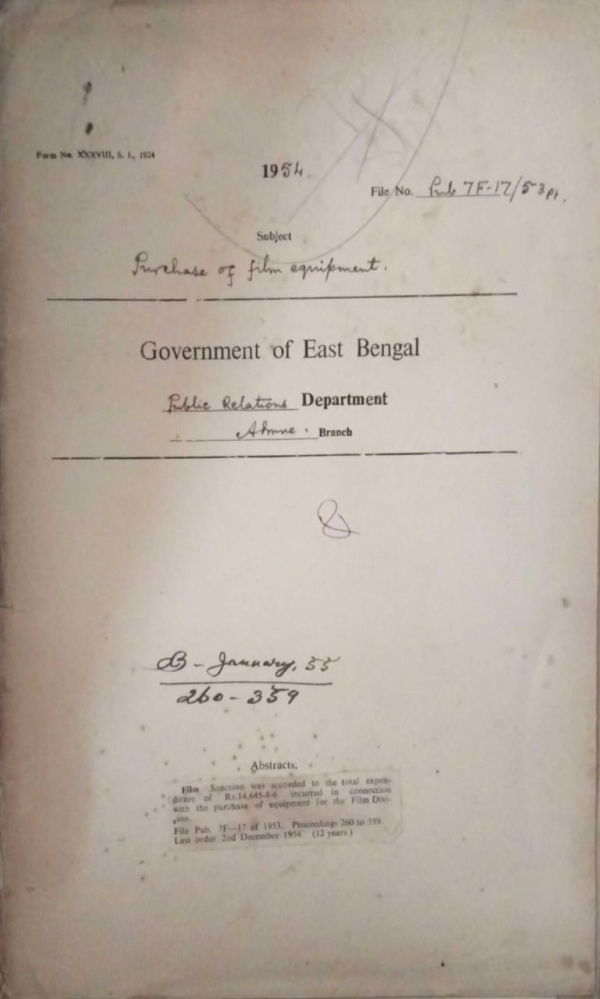 Form No. XXXVIII, S. I., 1924
1954.
File No. Pub 7F-17/53 Pt.
Subject
Purchase of film equipment.
Government of East Bengal
Public Relations Department
Branch
B - January, 55
260 - 359
Abstracts.
Film Sanction was accorded to the total expen-
diture of Rs.14,645-8-6 incurred in connection
with the purchase of equipment for the Film Divi-
sion.
File Pub. 7F—17 of 1953. Proceedings 260 to 359.
Last order 2nd December 1954. (12 years.)